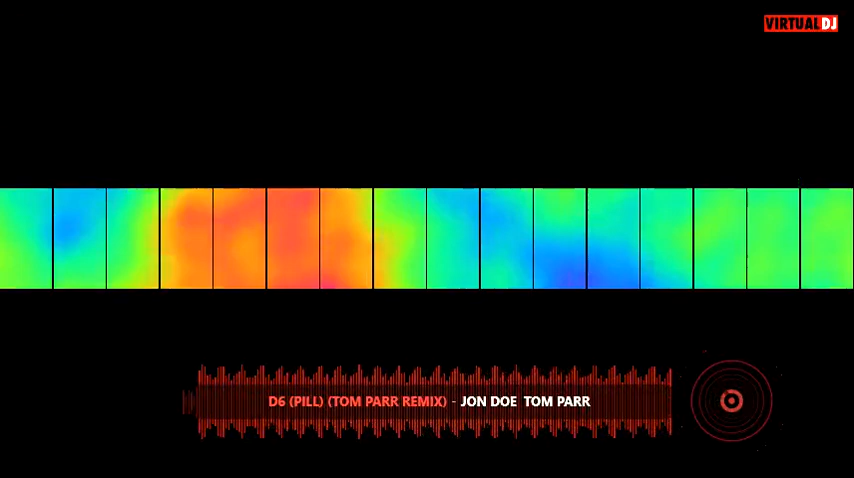 VIRTUALDJ
D6 (PILL) (TOM PARR REMIX) - JON DOE TOM PARR